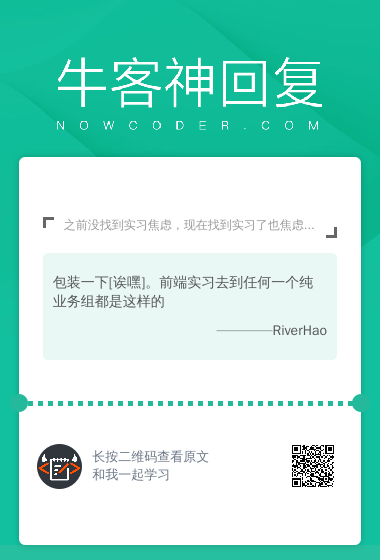 牛客神回复
NOWCODER.COM
之前没找到实习焦虑，现在找到实习了也焦虑...
包装一下[诶嘿]。前端实习去到任何一个纯
业务组都是这样的
————RiverHao
长按二维码查看原文
和我一起学习